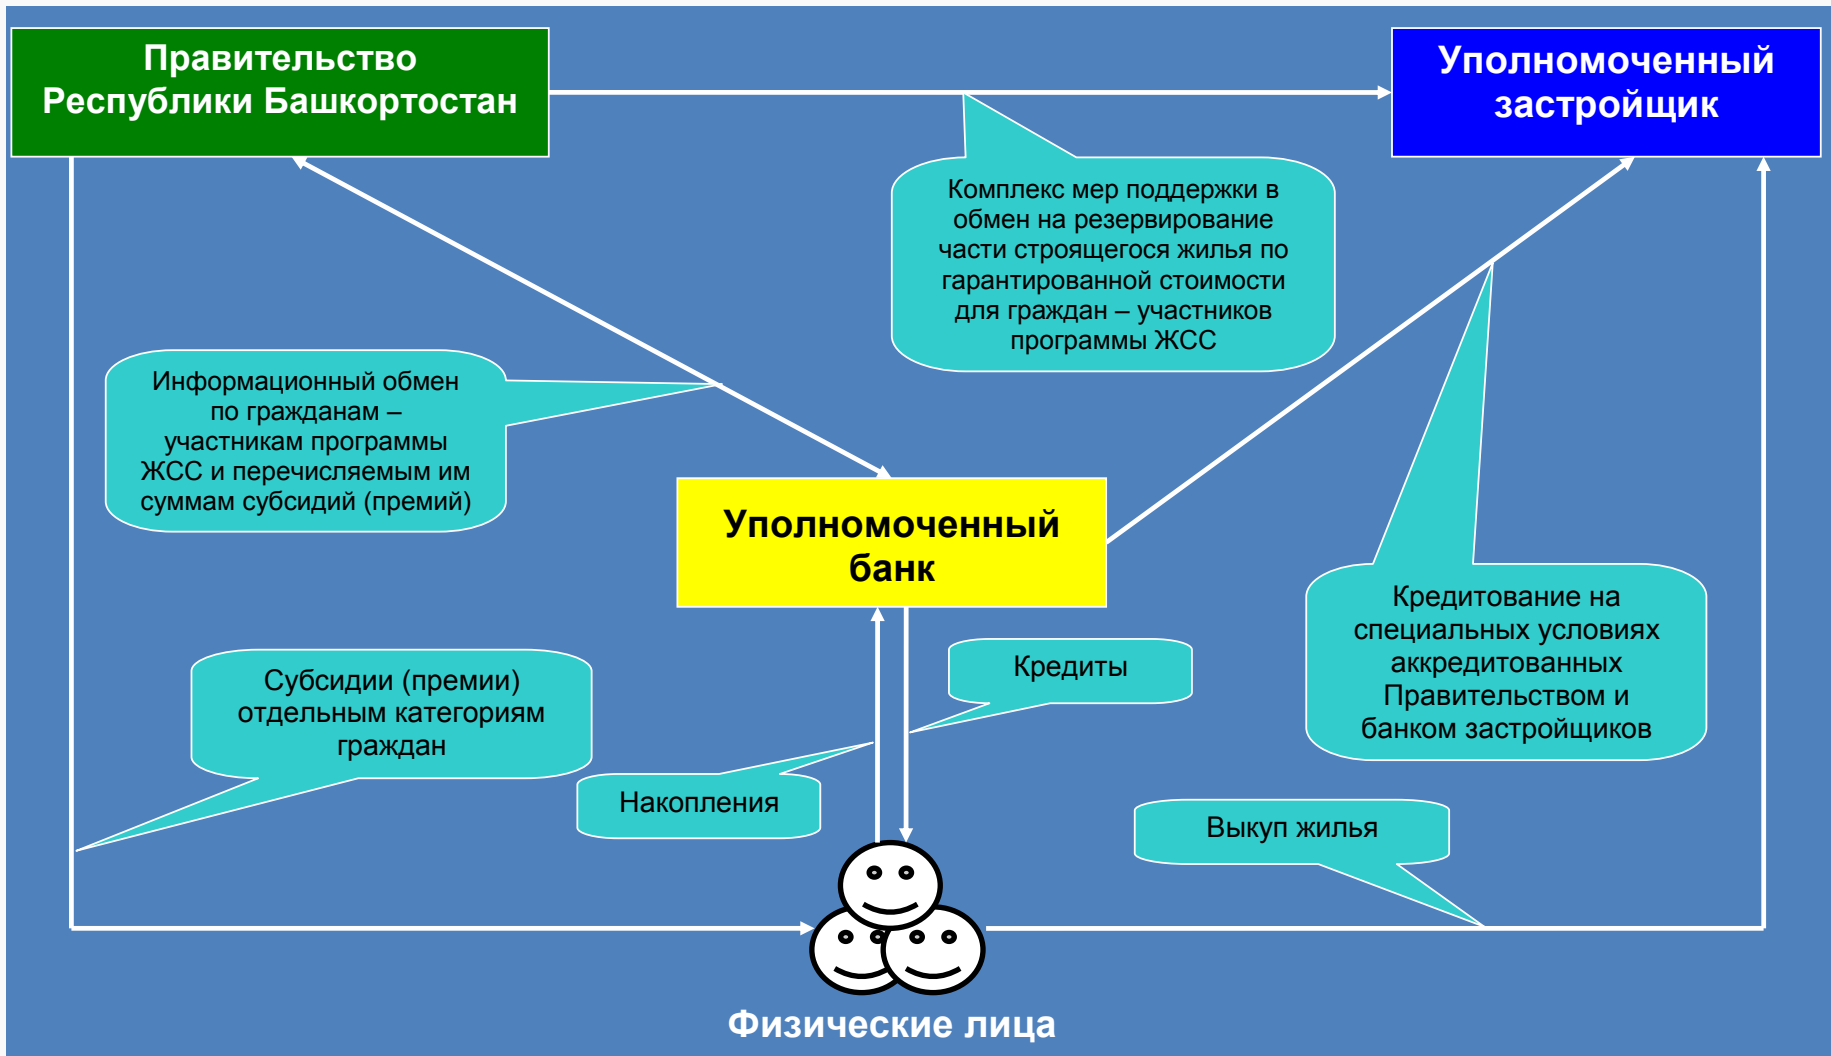 Правительство
Республики Башкортостан
Уполномоченный
застройщик
Комплекс мер поддержки в
обмен на резервирование
части строящегося жилья по
гарантированной стоимости
для граждан – участников
программы ЖСС
Информационный обмен
по гражданам –
участникам программы
ЖСС и перечисляемым им
суммам субсидий (премий)
Уполномоченный
банк
Кредитование на
специальных условиях
аккредитованных
Правительством и
банком застройщиков
Субсидии (премии)
отдельным категориям
граждан
Кредиты
Накопления
Выкуп жилья
Физические лица